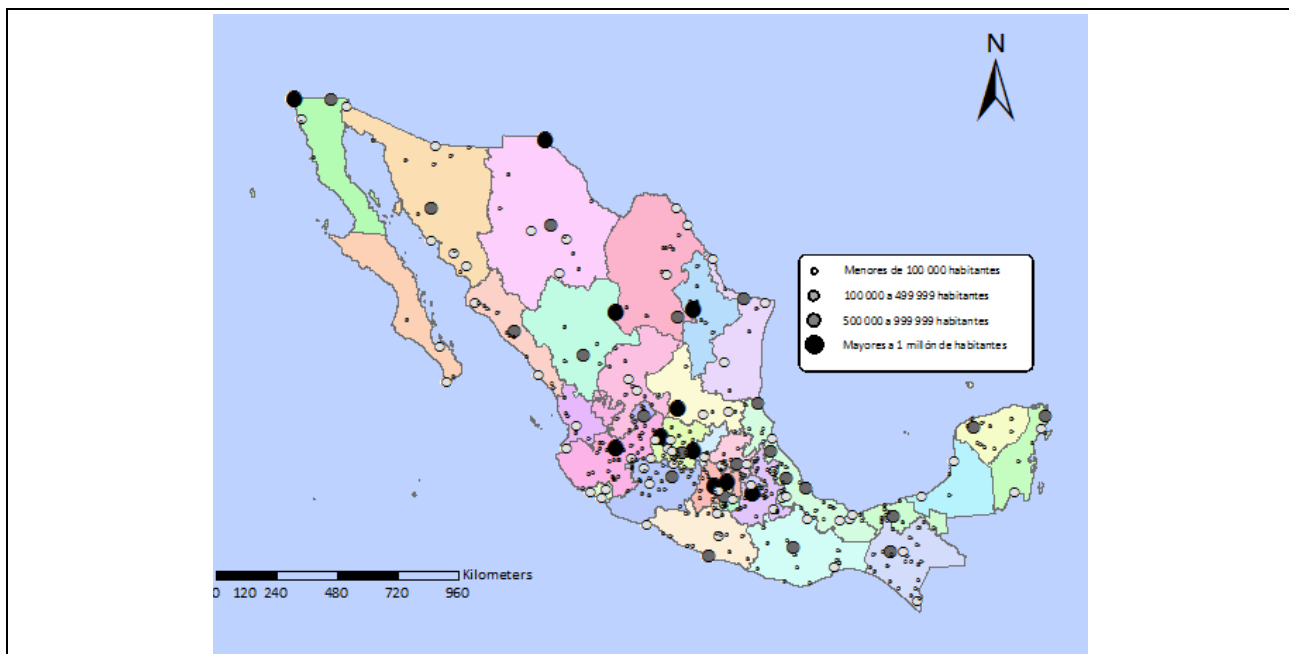 N
Menores de 100 000 habitantes
100 000 a 499 999 habitantes
500 000 a 999 999 habitantes
Mayores a 1 millón de habitantes
Kilometers
0 120 240 480 720 960